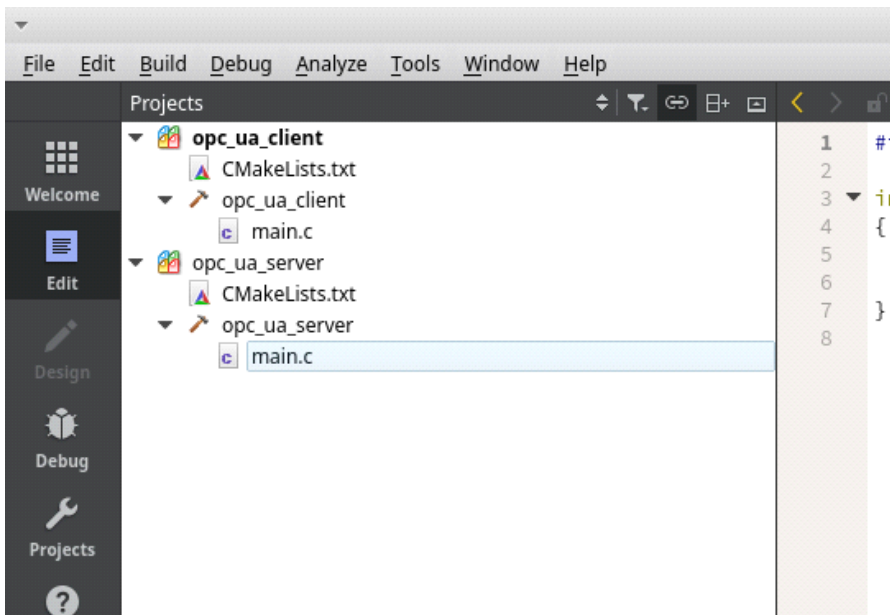 File Edit Build Debug Analyze Tools Window Help
Projects
Welcome
Edit
Design
Debug
Projects
opc_ua_client
CMakeLists.txt
opc_ua_client
main.c
opc_ua_server
CMakeLists.txt
opc_ua_server
main.c
1 #
2
3
4 {
5
6
7 }
8